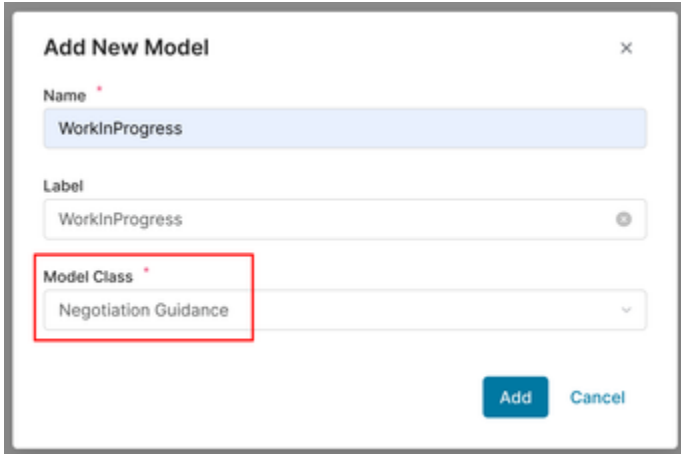 Add New Model
Name *
WorkInProgress
Label
WorkInProgress
Model Class *
Negotiation Guidance
Add Cancel